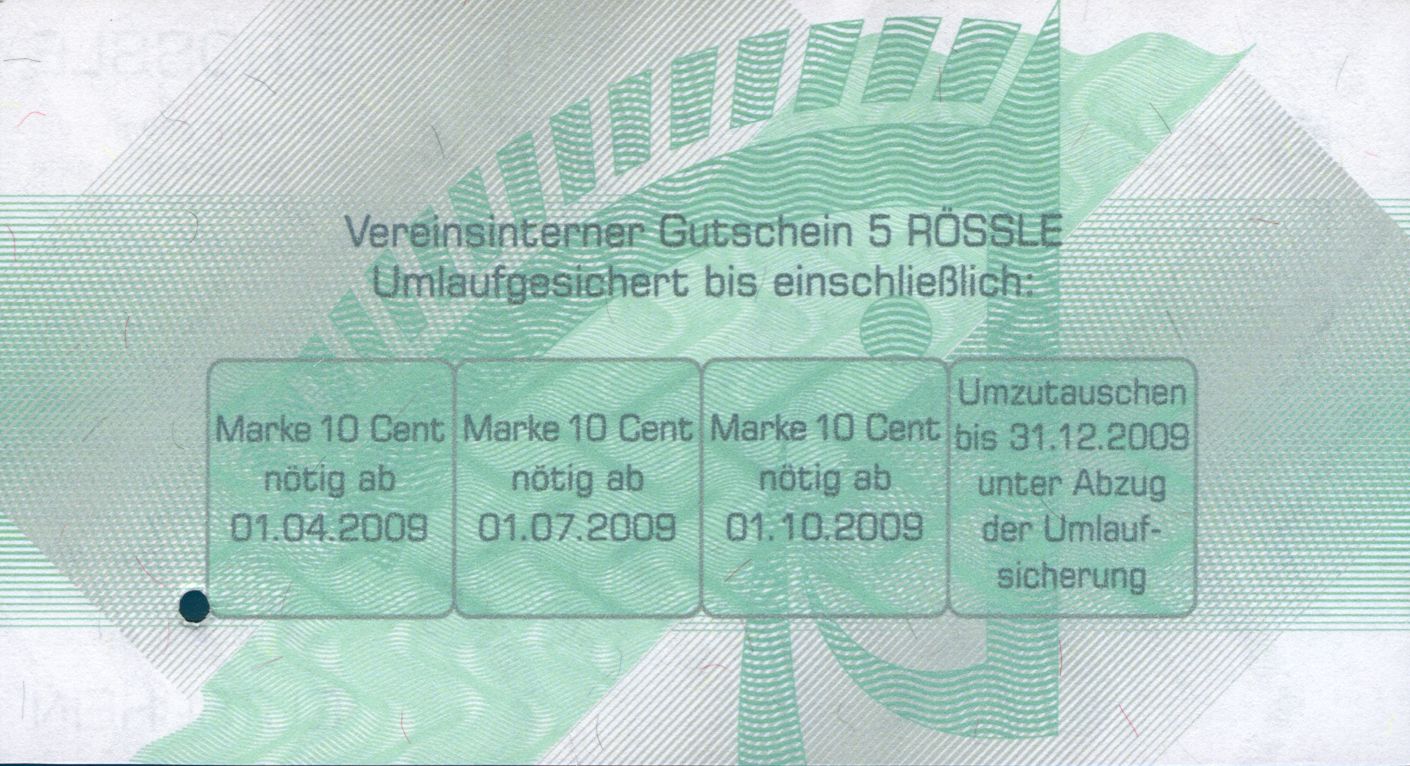 Vereinsinterner Gutschein 5 RÖSSLE
Umlaufgesichert bis einschließlich:
Marke 10 Cent
nötig ab
01.04.2009
Marke 10 Cent
nötig ab
01.07.2009
Marke 10 Cent
nötig ab
01.10.2009
Umzutauschen
bis 31.12.2009
unter Abzug
der Umlauf-
sicherung